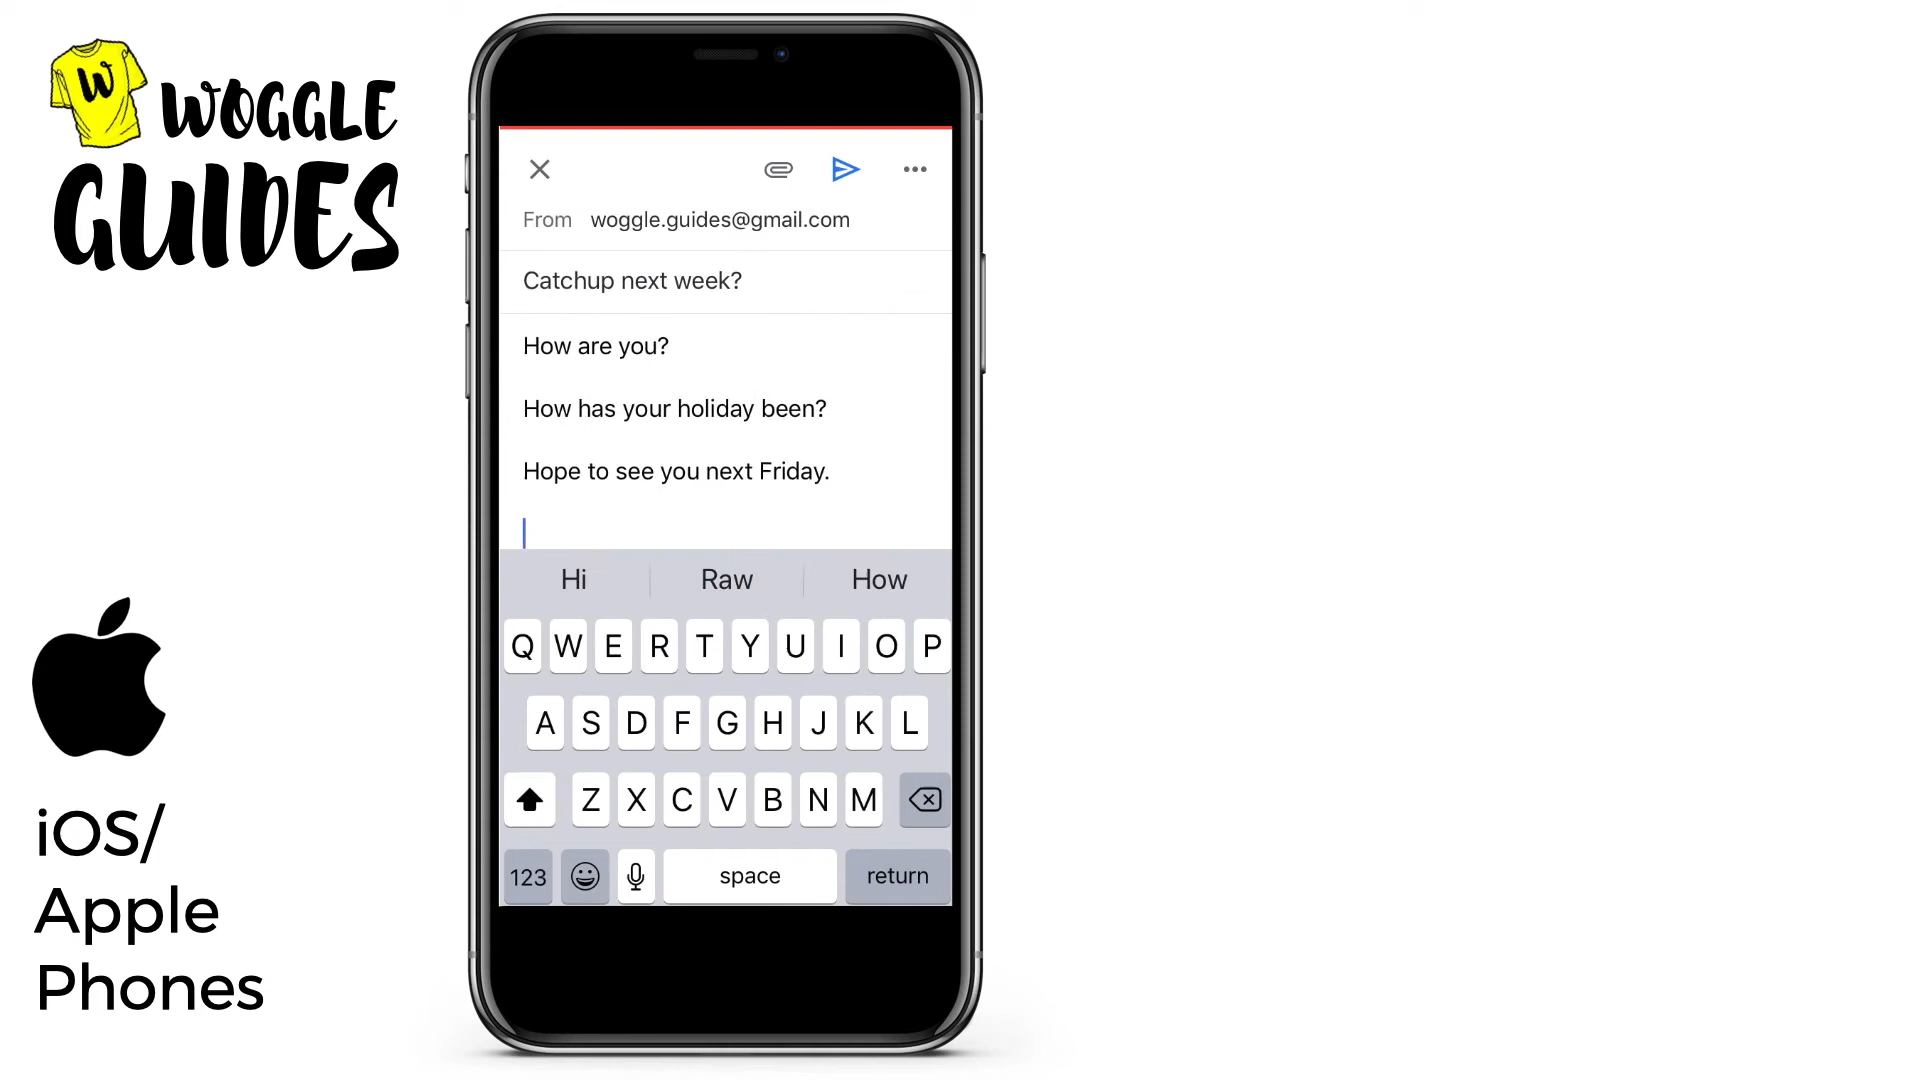 W WOGGLE
GUIDES
From woggle.guides@gmail.com
Catchup next week?
How are you?
How has your holiday been?
Hope to see you next Friday.
Hi Raw How
Q W E R T Y U I O P
A S D F G H J K L
Z X C V B N M
123 space return
iOS/
Apple
Phones